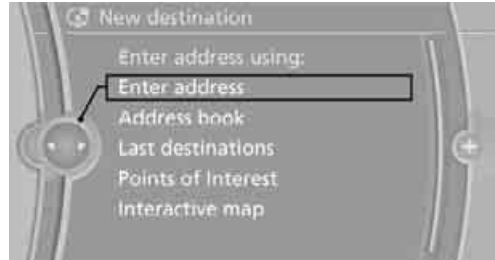 New destination
Enter address using:
Enter address
Address book
Last destinations
Points of Interest
Interactive map